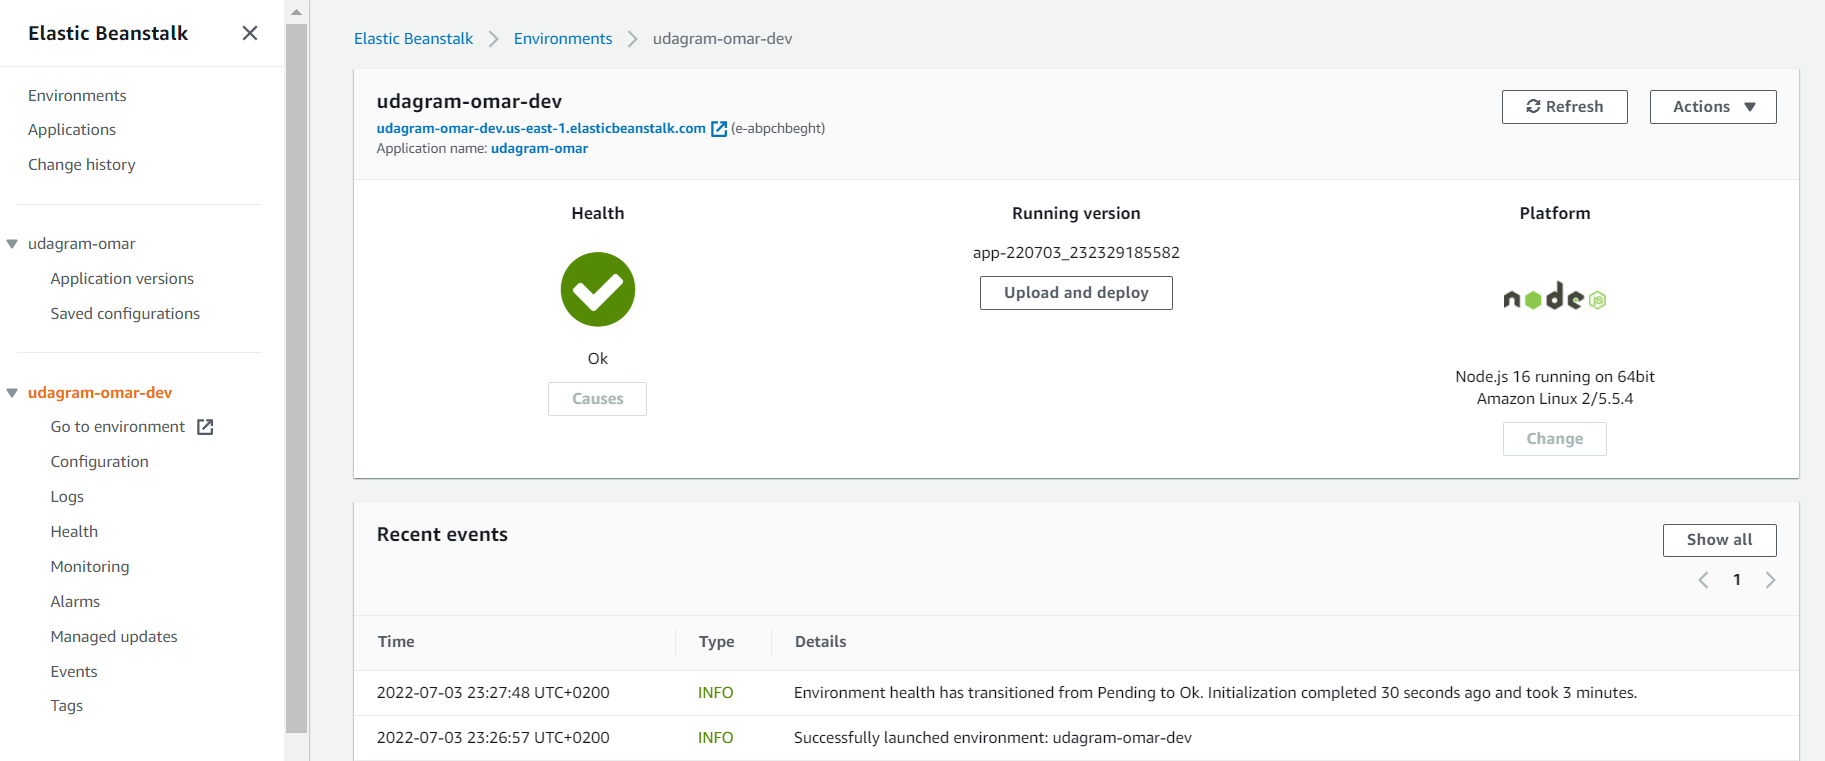 Elastic Beanstalk
Environments
Applications
Change history
udagram-omar
Application versions
Saved configurations
udagram-omar-dev
Go to environment
Configuration
Logs
Health
Monitoring
Alarms
Managed updates
Events
Tags
Elastic Beanstalk > Environments > udagram-omar-dev
udagram-omar-dev
udagram-omar-dev.us-east-1.elasticbeanstalk.com (e-abpchbeght)
Application name: udagram-omar
Refresh
Actions
Health
Ok
Causes
Running version
app-220703_232329185582
Upload and deploy
Platform
node JS
Node.js 16 running on 64bit
Amazon Linux 2/5.5.4
Change
Recent events
Show all
1
Time Type Details
2022-07-03 23:27:48 UTC+0200 INFO Environment health has transitioned from Pending to Ok. Initialization completed 30 seconds ago and took 3 minutes.
2022-07-03 23:26:57 UTC+0200 INFO Successfully launched environment: udagram-omar-dev